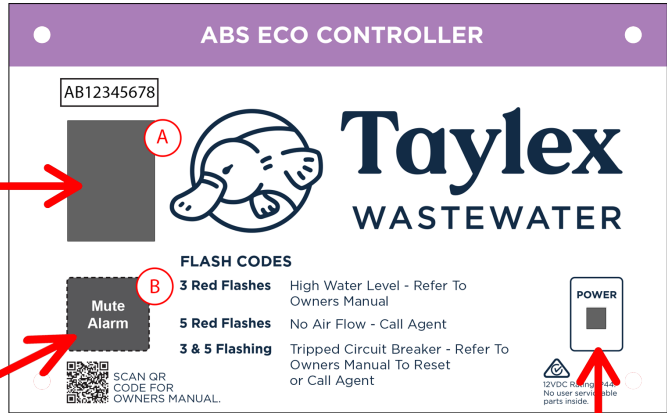 ABS ECO CONTROLLER
AB12345678
A
Taylex
WASTEWATER
FLASH CODES
B
3 Red Flashes High Water Level - Refer To
Owners Manual
Mute
Alarm
5 Red Flashes No Air Flow - Call Agent
3 & 5 Flashing Tripped Circuit Breaker - Refer To
Owners Manual To Reset
or Call Agent
POWER
SCAN QR
CODE FOR
OWNERS MANUAL.
12VDC
No user
parts inside.